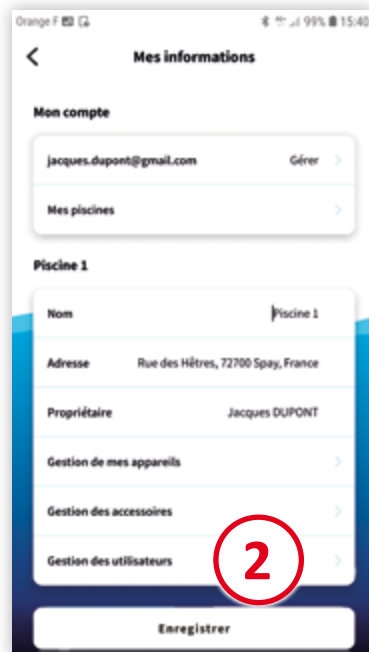 Orange F 99% 15:40
Mes informations
Mon compte
jacques.dupont@gmail.com Gérer
Mes piscines
Piscine 1
Nom Piscine 1
Adresse Rue des Hêtres, 72700 Spay, France
Propriétaire Jacques DUPONT
Gestion de mes appareils
Gestion des accessoires
Gestion des utilisateurs 2
Enregistrer